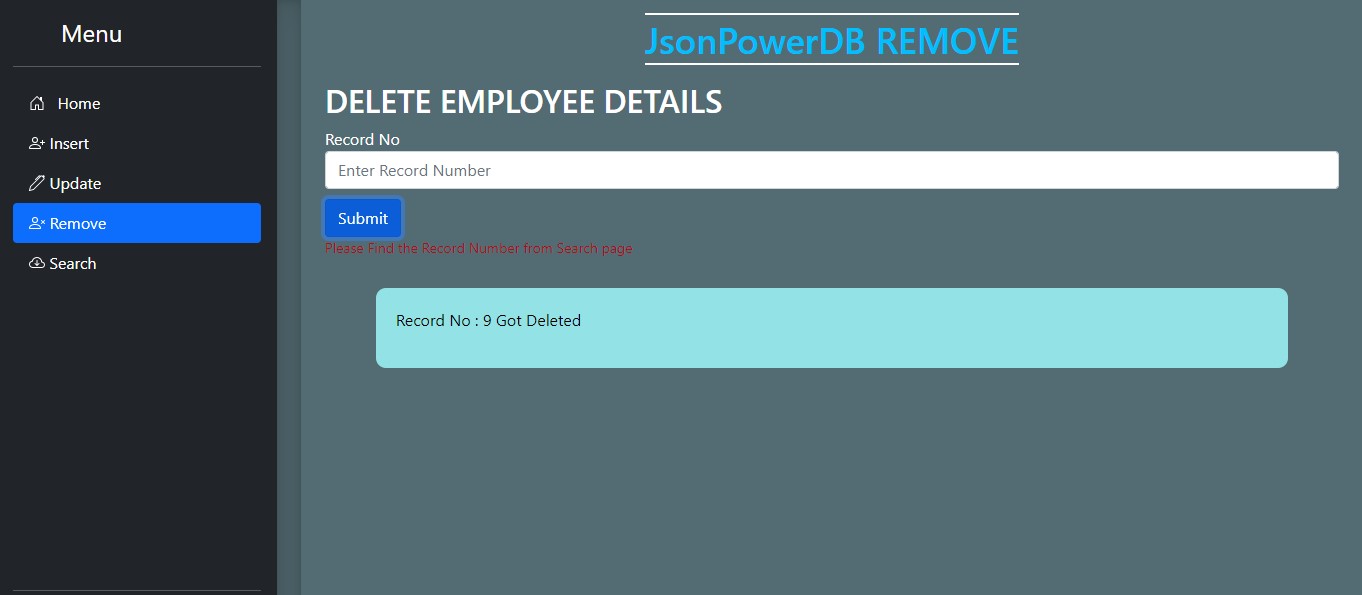 Menu
Home
Insert
Update
Remove
Search
JsonPowerDB REMOVE
DELETE EMPLOYEE DETAILS
Record No
Enter Record Number
Submit
Please Find the Record Number from Search page
Record No : 9 Got Deleted